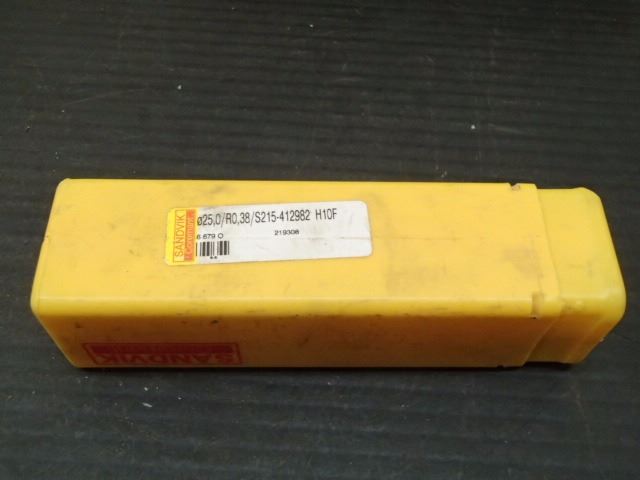 SANDVIK
Coromant
ø25,0/R0,38/S215-412982 H10F
6 679 O 219308
SANDVIK